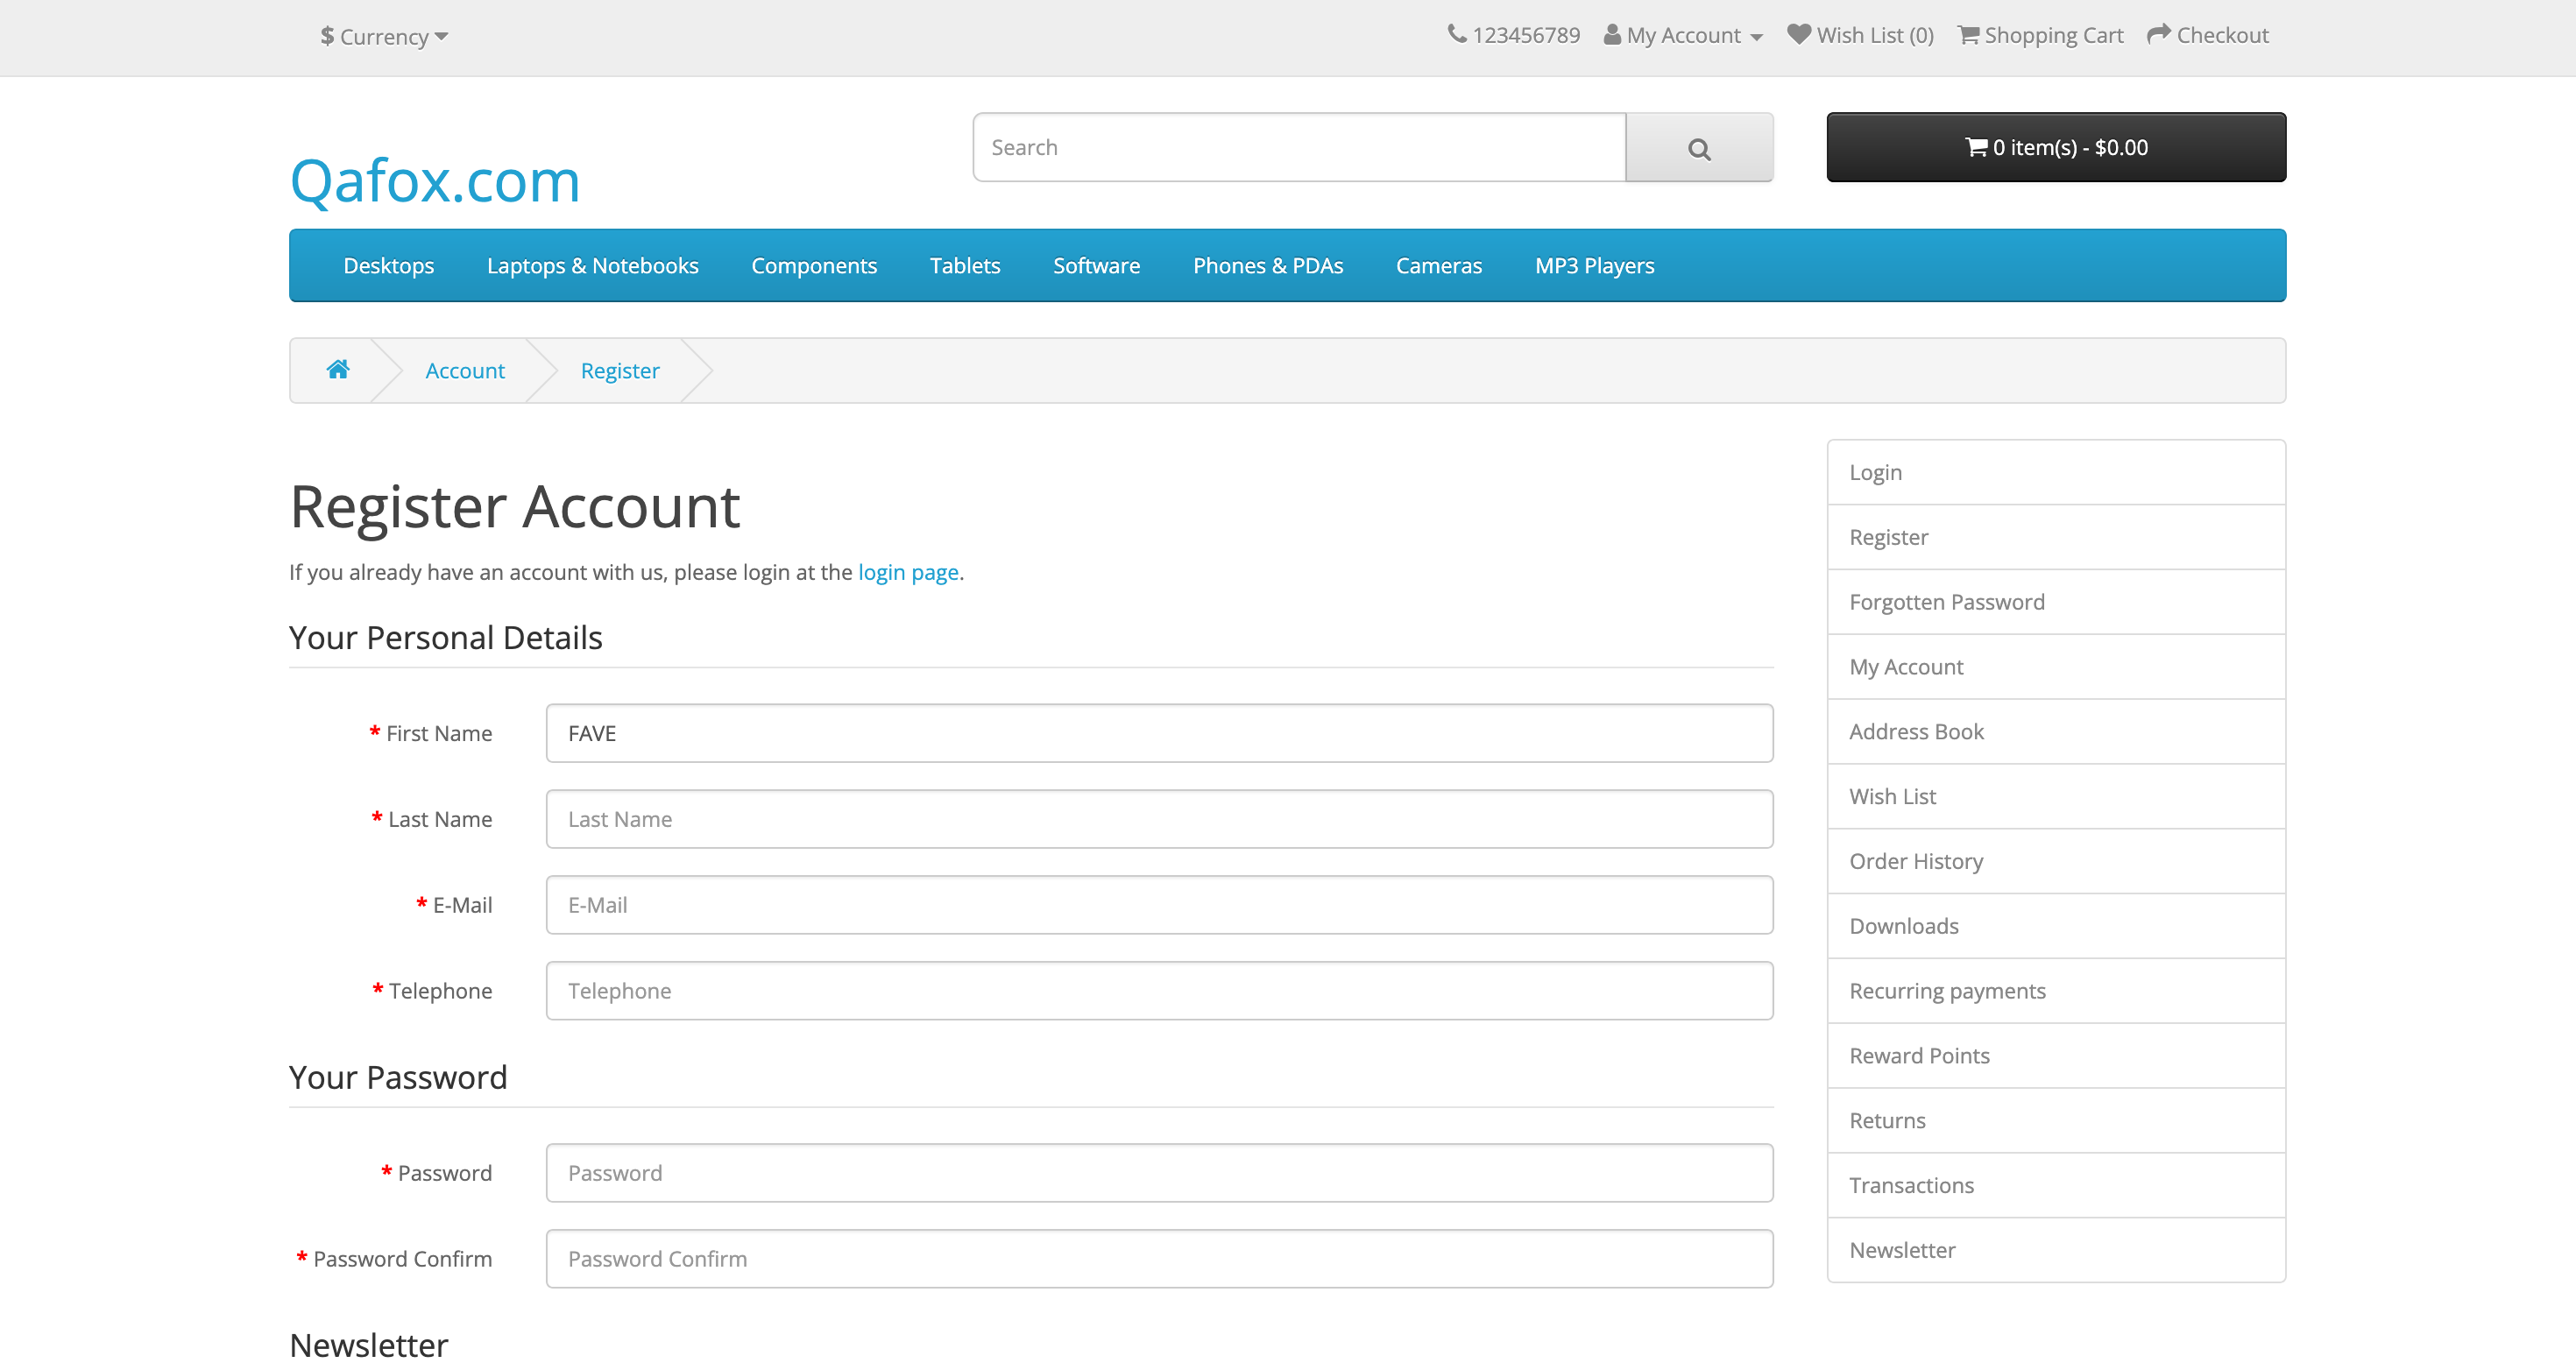 $ Currency
123456789 My Account Wish List (0) Shopping Cart Checkout
Qafox.com
Search
0 item(s) - $0.00
Desktops Laptops & Notebooks Components Tablets Software Phones & PDAs Cameras MP3 Players
Account Register
Register Account
If you already have an account with us, please login at the login page.
Your Personal Details
* First Name FAVE
* Last Name Last Name
* E-Mail E-Mail
* Telephone Telephone
Your Password
* Password Password
* Password Confirm Password Confirm
Newsletter
Login
Register
Forgotten Password
My Account
Address Book
Wish List
Order History
Downloads
Recurring payments
Reward Points
Returns
Transactions
Newsletter